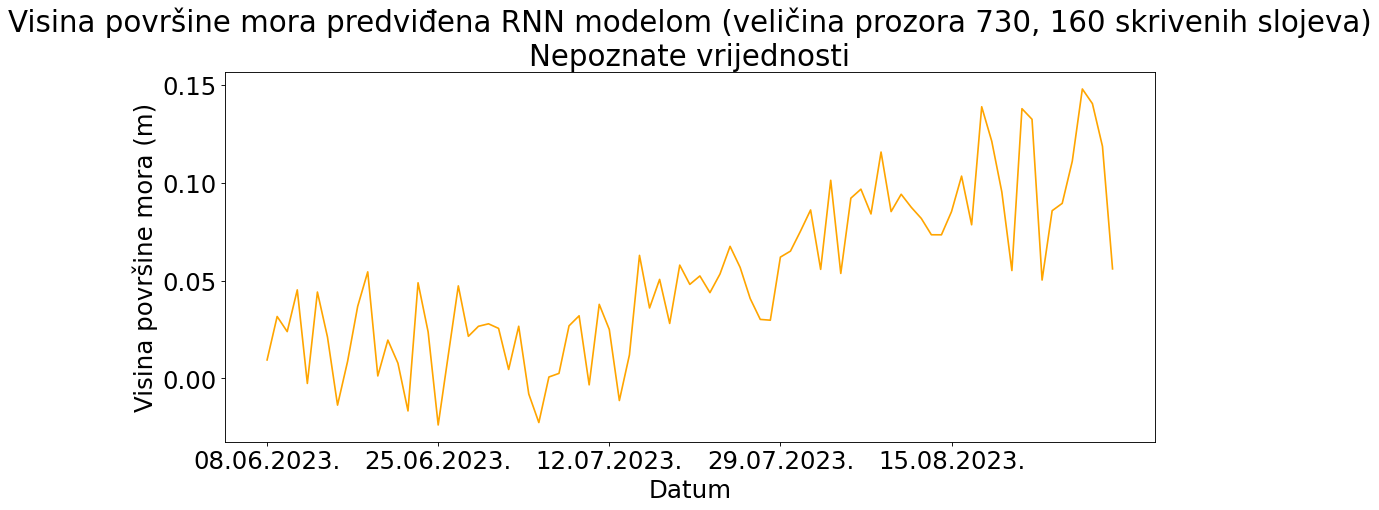 Visina površine mora predviđena RNN modelom (veličina prozora 730, 160 skrivenih slojeva)
Nepoznate vrijednosti
Visina površine mora (m)
0.15
0.10
0.05
0.00
08.06.2023. 25.06.2023. 12.07.2023. 29.07.2023. 15.08.2023.
Datum